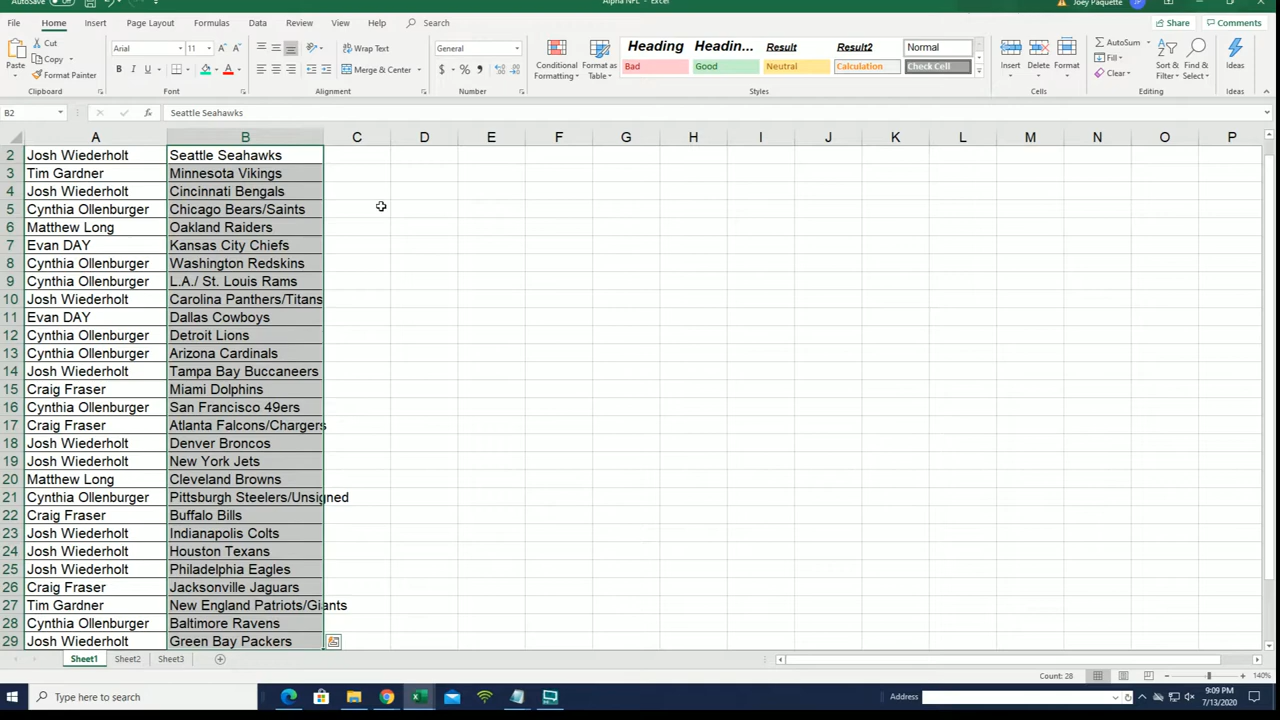 AutoSave Off Alpha NFL - Excel Joey Paquette JP
File Home Insert Page Layout Formulas Data Review View Help Search Share Comments
Cut Arial 11 A A Wrap Text General Heading Headin... Result Result2 Normal AutoSum
Paste Copy Conditional Formatting Format as Table Insert Delete Format Fill Sort & Filter Find & Select Ideas
Format Painter B I U Merge & Center $ % Bad Good Neutral Calculation Check Cell Clear
Clipboard Font Alignment Number Styles Cells Editing Ideas
B2 fx Seattle Seahawks
A B C D E F G H I J K L M N O P
2 Josh Wiederholt Seattle Seahawks
3 Tim Gardner Minnesota Vikings
4 Josh Wiederholt Cincinnati Bengals
5 Cynthia Ollenburger Chicago Bears/Saints
6 Matthew Long Oakland Raiders
7 Evan DAY Kansas City Chiefs
8 Cynthia Ollenburger Washington Redskins
9 Cynthia Ollenburger L.A./ St. Louis Rams
10 Josh Wiederholt Carolina Panthers/Titans
11 Evan DAY Dallas Cowboys
12 Cynthia Ollenburger Detroit Lions
13 Cynthia Ollenburger Arizona Cardinals
14 Josh Wiederholt Tampa Bay Buccaneers
15 Craig Fraser Miami Dolphins
16 Cynthia Ollenburger San Francisco 49ers
17 Craig Fraser Atlanta Falcons/Chargers
18 Josh Wiederholt Denver Broncos
19 Josh Wiederholt New York Jets
20 Matthew Long Cleveland Browns
21 Cynthia Ollenburger Pittsburgh Steelers/Unsigned
22 Craig Fraser Buffalo Bills
23 Josh Wiederholt Indianapolis Colts
24 Josh Wiederholt Houston Texans
25 Josh Wiederholt Philadelphia Eagles
26 Craig Fraser Jacksonville Jaguars
27 Tim Gardner New England Patriots/Giants
28 Cynthia Ollenburger Baltimore Ravens
29 Josh Wiederholt Green Bay Packers
Sheet1 Sheet2 Sheet3
Count: 28 140%
Type here to search Address 9:09 PM
7/13/2020